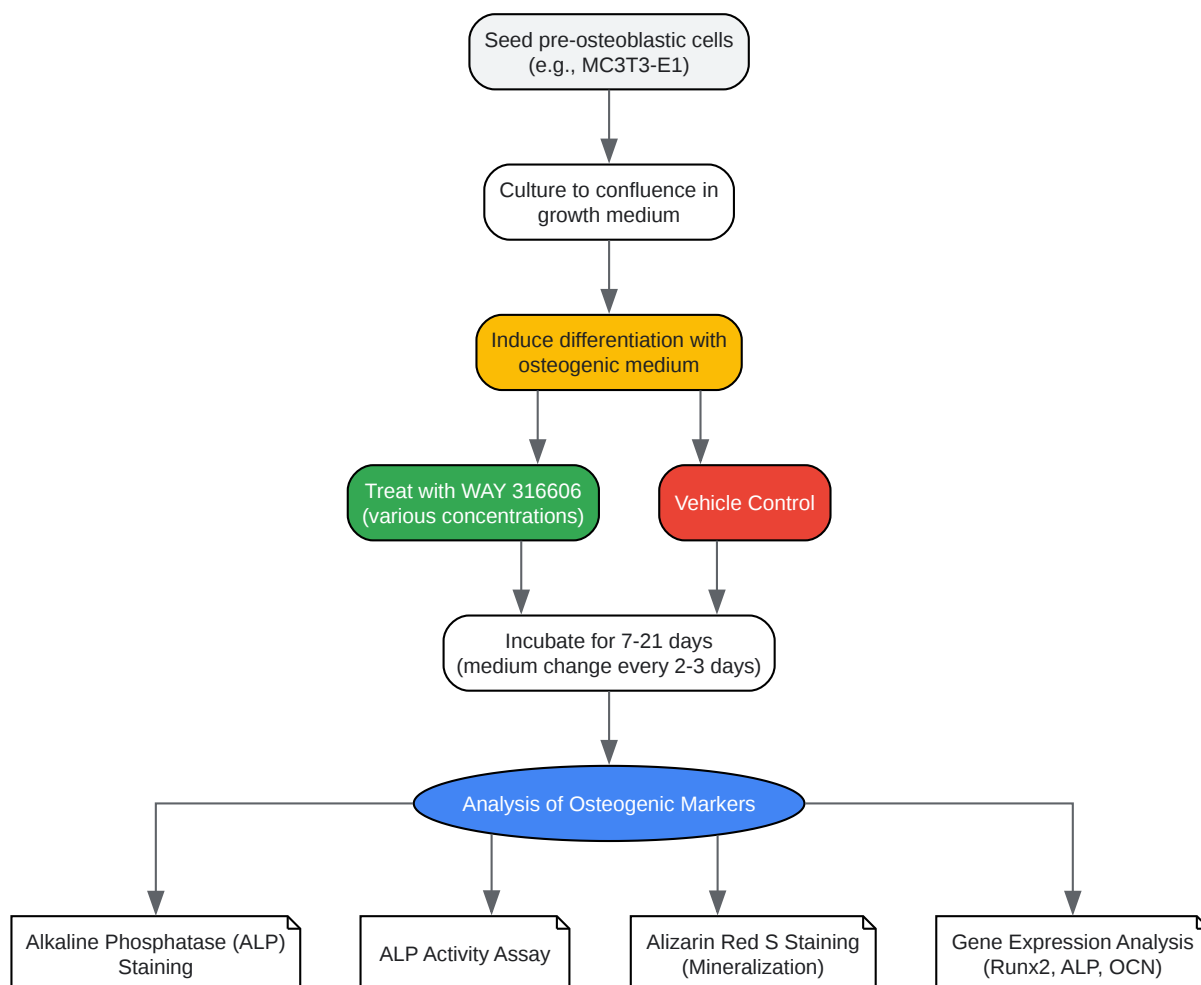 Seed pre-osteoblastic cells
(e.g., MC3T3-E1)
Culture to confluence in
growth medium
Induce differentiation with
osteogenic medium
Treat with WAY 316606
(various concentrations)
Vehicle Control
Incubate for 7-21 days
(medium change every 2-3 days)
Analysis of Osteogenic Markers
Alkaline Phosphatase (ALP)
Staining
ALP Activity Assay
Alizarin Red S Staining
(Mineralization)
Gene Expression Analysis
(Runx2, ALP, OCN)